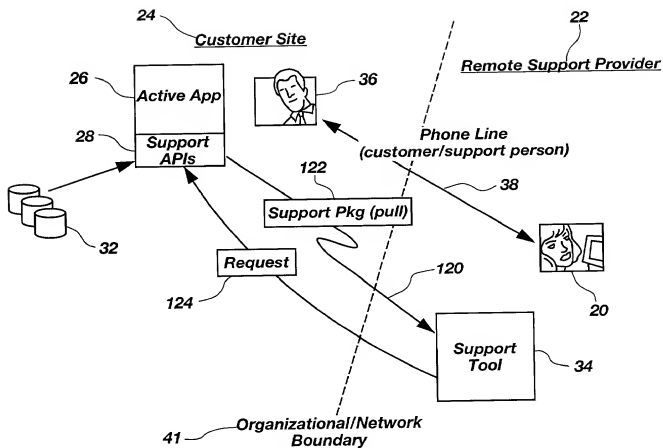 24
Customer Site
22
Remote Support Provider
26
Active App
36
28
Support
APIs
Phone Line
(customer/support person)
122
38
Support Pkg (pull)
32
Request
124
120
20
Support
Tool
34
41
Organizational/Network
Boundary